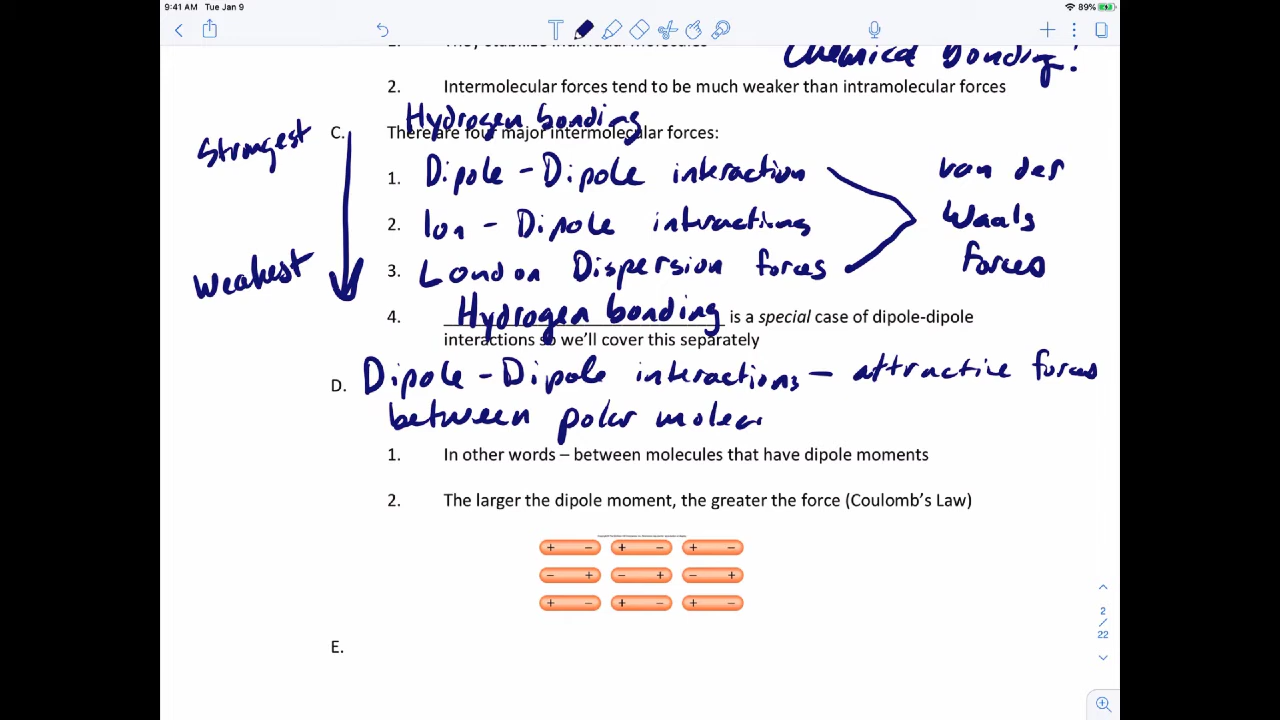 9:41 AM Tue Jan 9
89%
Chemical Bonding!
2. Intermolecular forces tend to be much weaker than intramolecular forces
Hydrogen bonding
Strongest
C. There are four major intermolecular forces:
1. Dipole - Dipole interaction
van der
2. Ion - Dipole interactions
Waals
Weakest
3. London Dispersion forces
forces
4. Hydrogen bonding is a special case of dipole-dipole
interactions so we'll cover this separately
D. Dipole - Dipole interactions - attractive forces
between polar molec
1. In other words – between molecules that have dipole moments
2. The larger the dipole moment, the greater the force (Coulomb's Law)
+ − + − + −
− + − + − +
+ − + − + −
E.
2
/
22